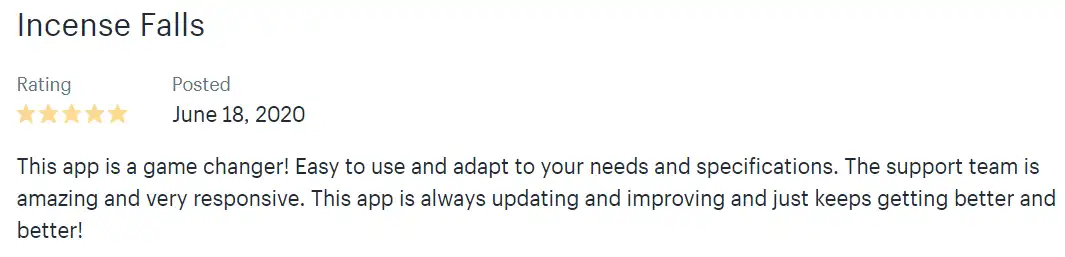 Incense Falls
Rating Posted
June 18, 2020
This app is a game changer! Easy to use and adapt to your needs and specifications. The support team is
amazing and very responsive. This app is always updating and improving and just keeps getting better and
better!